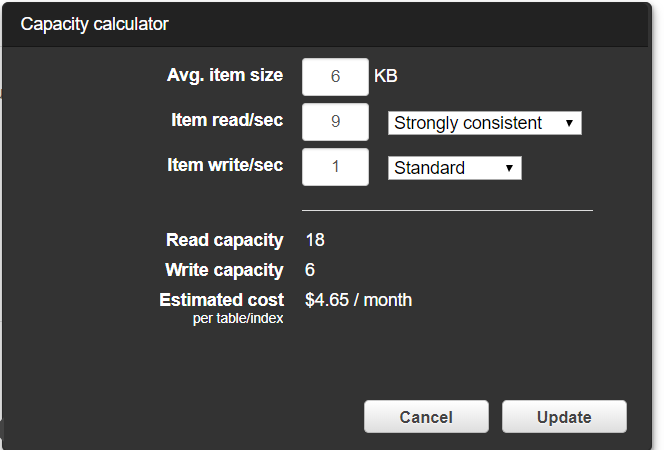 Capacity calculator
Avg. item size 6 KB
Item read/sec 9 Strongly consistent
Item write/sec 1 Standard
Read capacity 18
Write capacity 6
Estimated cost $4.65 / month
per table/index
Cancel Update